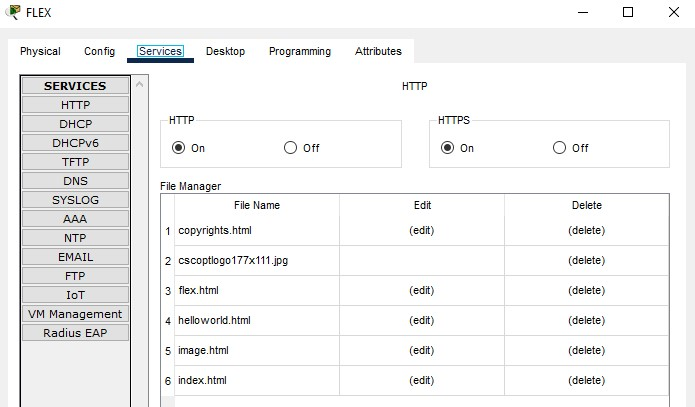 FLEX
Physical Config Services Desktop Programming Attributes
SERVICES
HTTP
DHCP
DHCPv6
TFTP
DNS
SYSLOG
AAA
NTP
EMAIL
FTP
IoT
VM Management
Radius EAP
HTTP
HTTP
On Off
HTTPS
On Off
File Manager
File Name Edit Delete
1 copyrights.html (edit) (delete)
2 cscoptlogo177x111.jpg (delete)
3 flex.html (edit) (delete)
4 helloworld.html (edit) (delete)
5 image.html (edit) (delete)
6 index.html (edit) (delete)